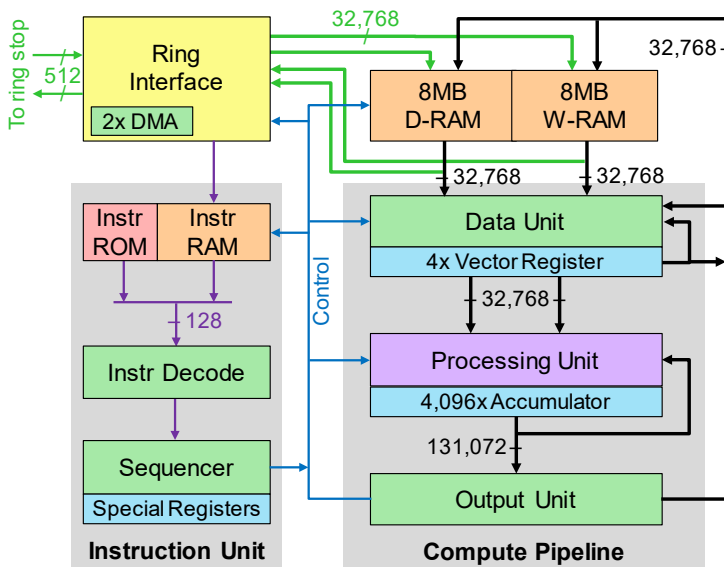 To ring stop
512
Ring
Interface
2x DMA
32,768
32,768
8MB
D-RAM
8MB
W-RAM
32,768
32,768
Instr
ROM
Instr
RAM
128
Instr Decode
Sequencer
Special Registers
Instruction Unit
Control
Data Unit
4x Vector Register
32,768
Processing Unit
4,096x Accumulator
131,072
Output Unit
Compute Pipeline